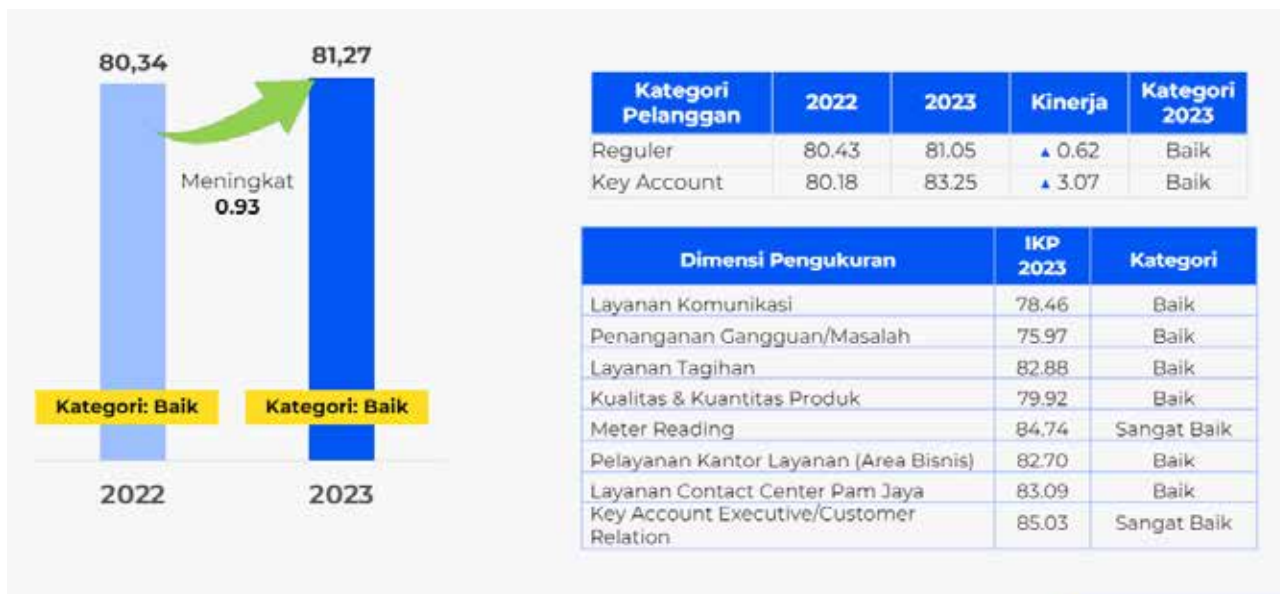 80,34
81,27
Meningkat
0.93
Kategori: Baik
Kategori: Baik
2022
2023
Kategori Pelanggan 2022 2023 Kinerja Kategori 2023
Reguler 80.43 81.05 ▲ 0.62 Baik
Key Account 80.18 83.25 ▲ 3.07 Baik
Dimensi Pengukuran IKP 2023 Kategori
Layanan Komunikasi 78.46 Baik
Penanganan Gangguan/Masalah 75.97 Baik
Layanan Tagihan 82.88 Baik
Kualitas & Kuantitas Produk 79.92 Baik
Meter Reading 84.74 Sangat Baik
Pelayanan Kantor Layanan (Area Bisnis) 82.70 Baik
Layanan Contact Center Pam Jaya 83.09 Baik
Key Account Executive/Customer
Relation 85.03 Sangat Baik